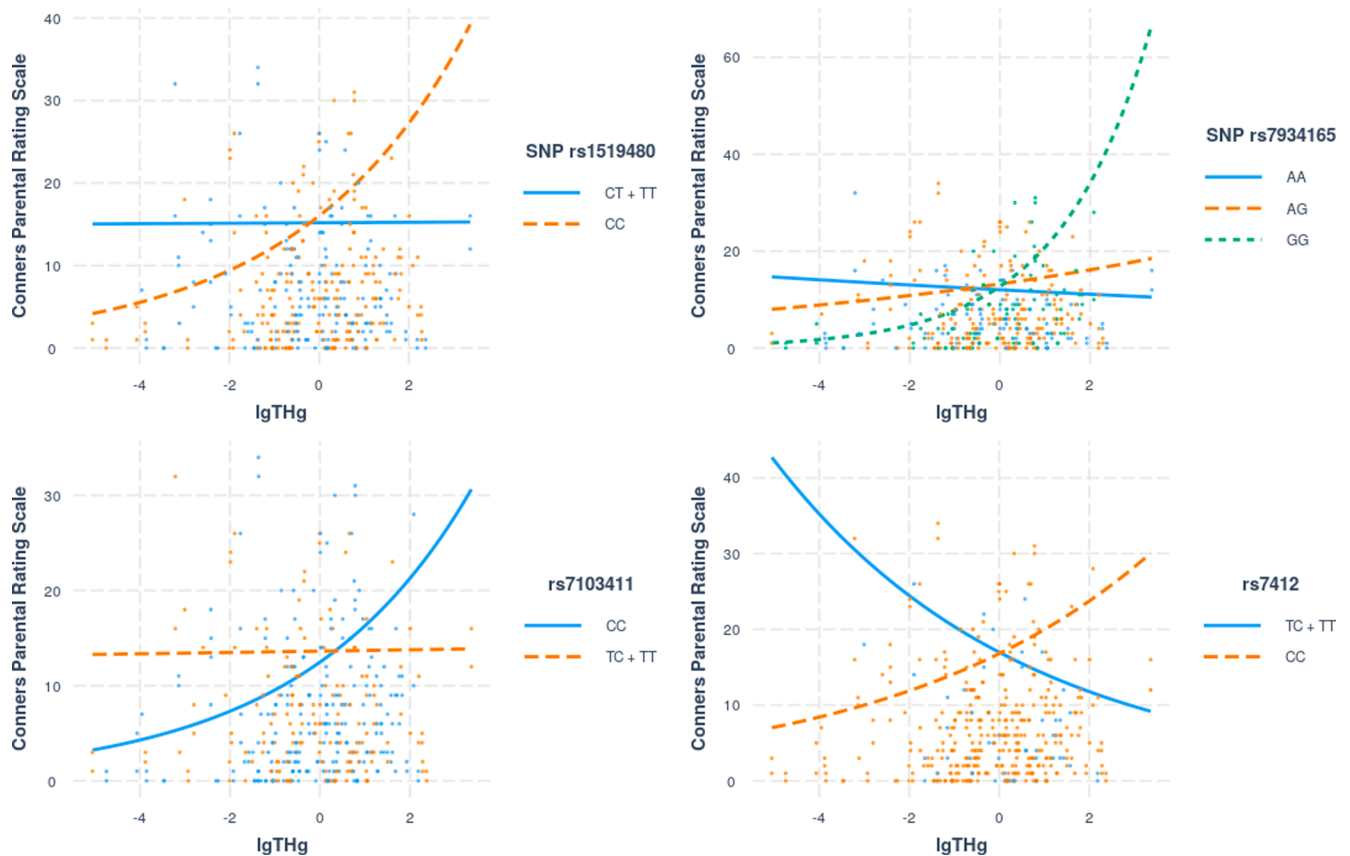 Conners Parental Rating Scale
40
30
20
10
0
-4
-2
0
2
lgTHg
SNP rs1519480
CT + TT
CC
Conners Parental Rating Scale
60
40
20
0
-4
-2
0
2
lgTHg
SNP rs7934165
AA
AG
GG
Conners Parental Rating Scale
30
20
10
0
-4
-2
0
2
lgTHg
rs7103411
CC
TC + TT
Conners Parental Rating Scale
40
30
20
10
0
-4
-2
0
2
lgTHg
rs7412
TC + TT
CC